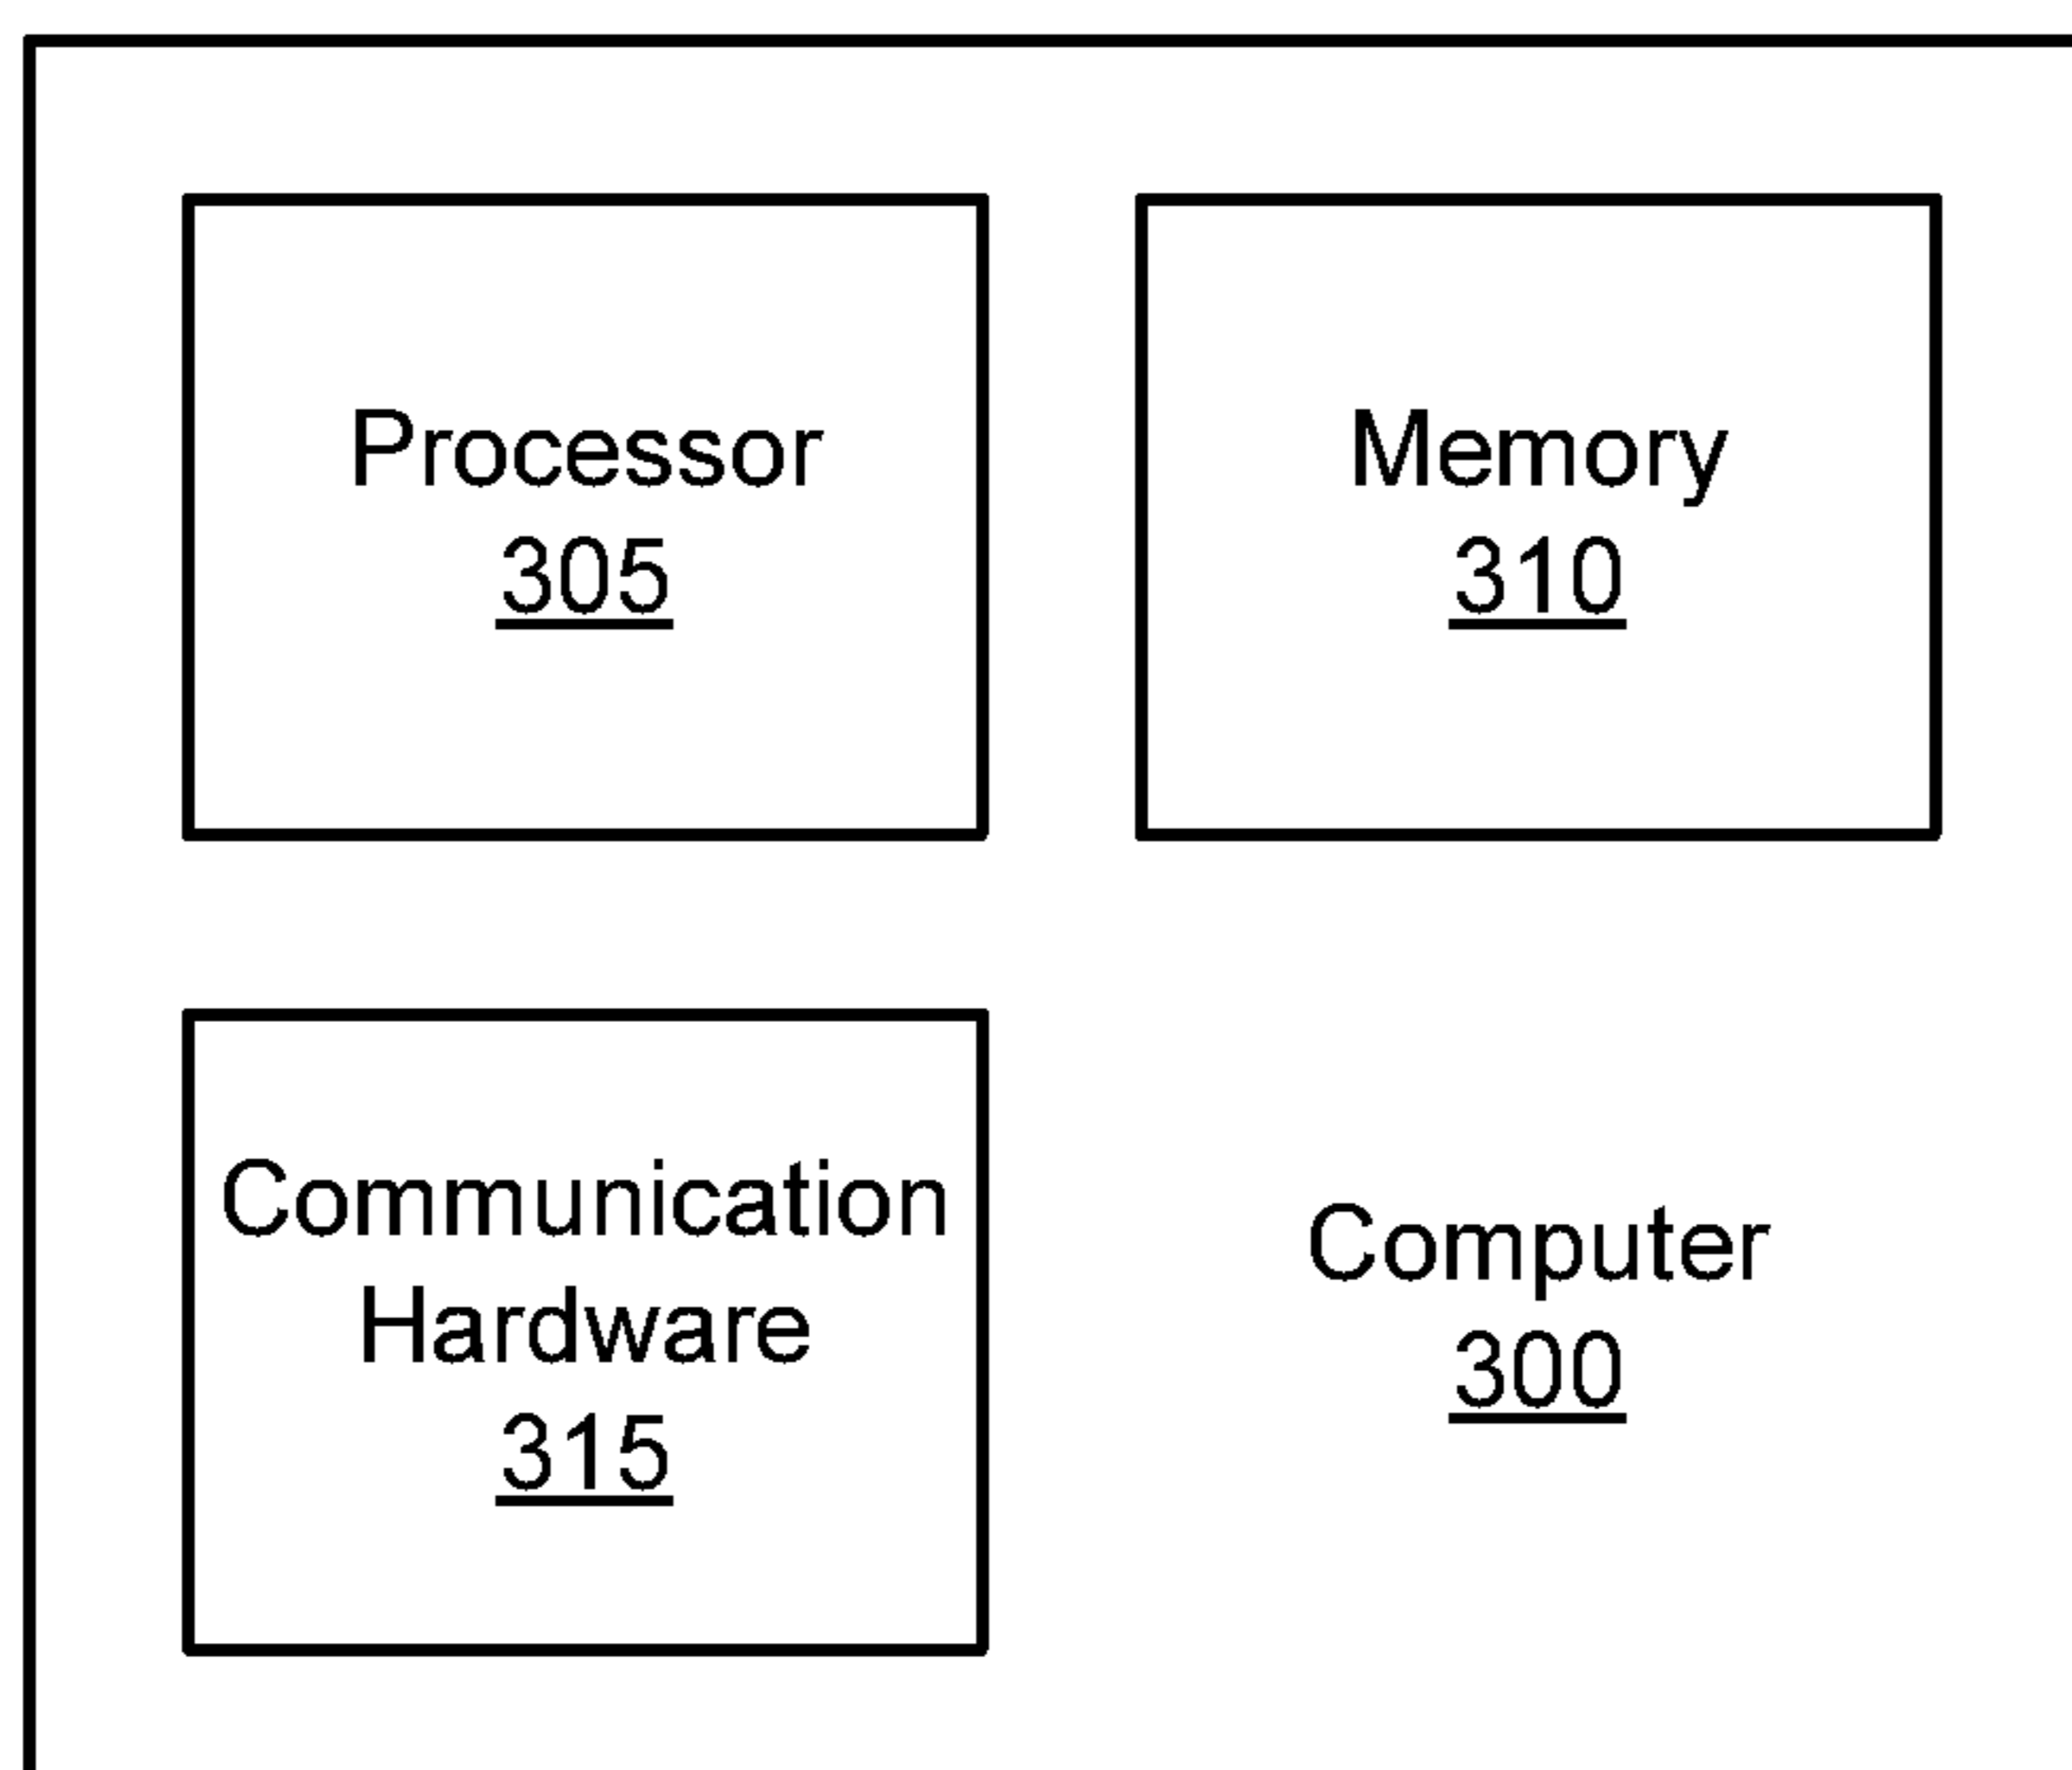 Processor
305
Memory
310
Communication
Hardware
315
Computer
300